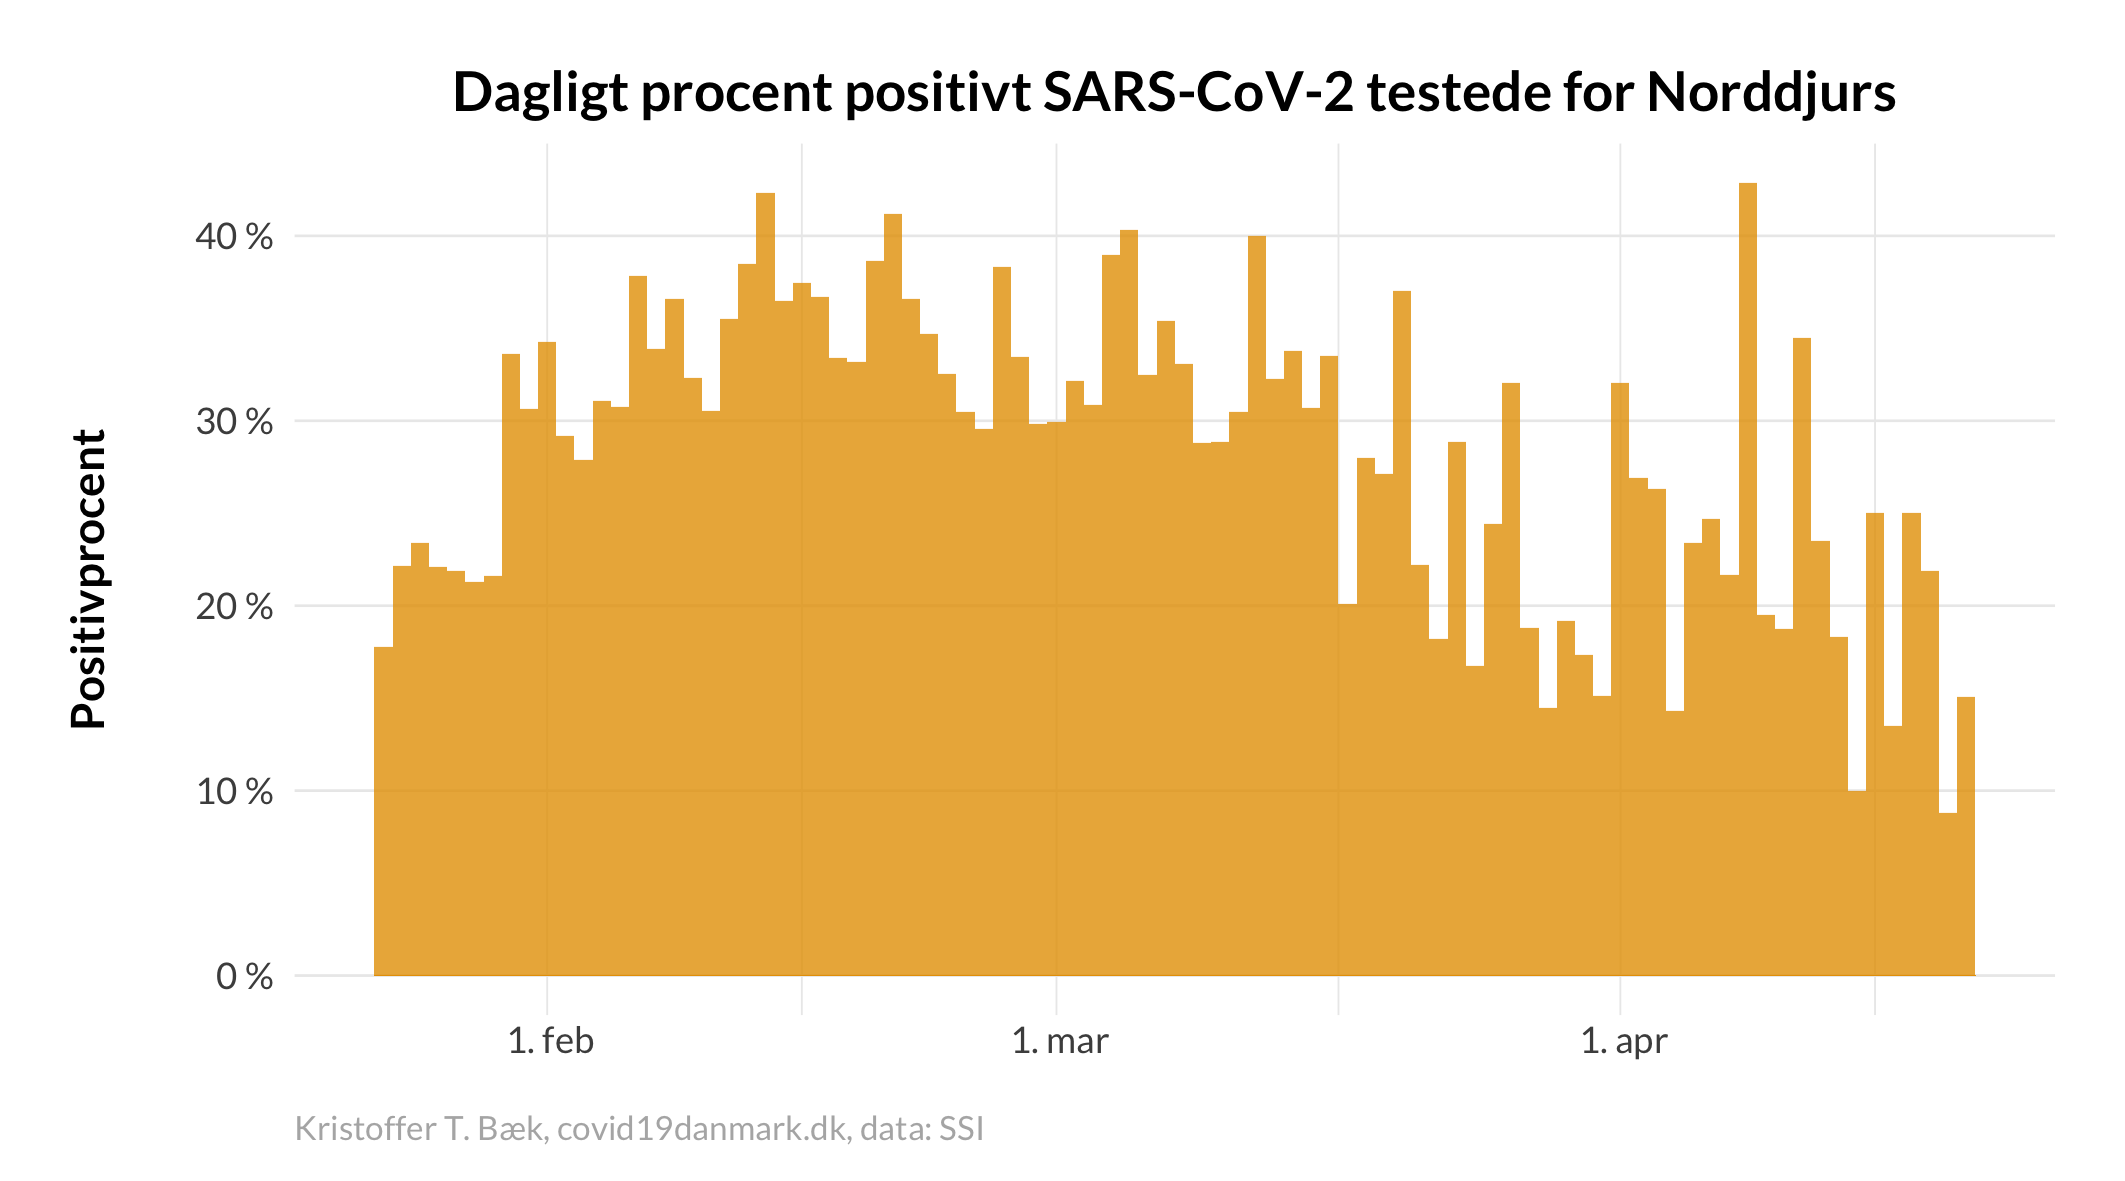 Dagligt procent positivt SARS-CoV-2 testede for Norddjurs
Positivprocent
40 %
30 %
20 %
10 %
0 %
1. feb
1. mar
1. apr
Kristoffer T. Bæk, covid19danmark.dk, data: SSI